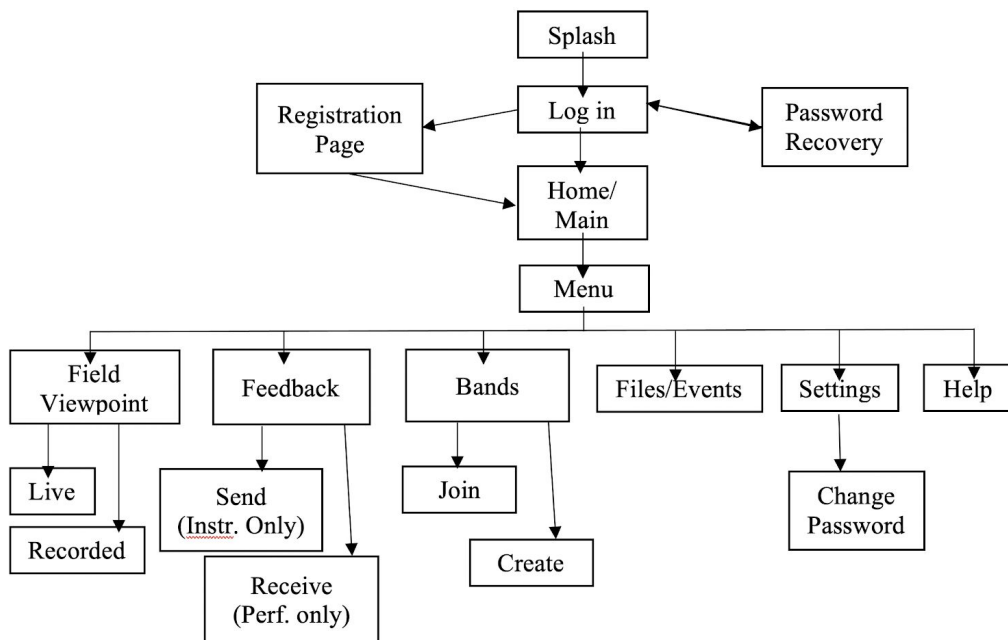 Splash
Log in
Registration
Page
Password
Recovery
Home/
Main
Menu
Field
Viewpoint
Feedback
Bands
Files/Events
Settings
Help
Live
Recorded
Send
(Instr. Only)
Receive
(Perf. only)
Join
Create
Change
Password